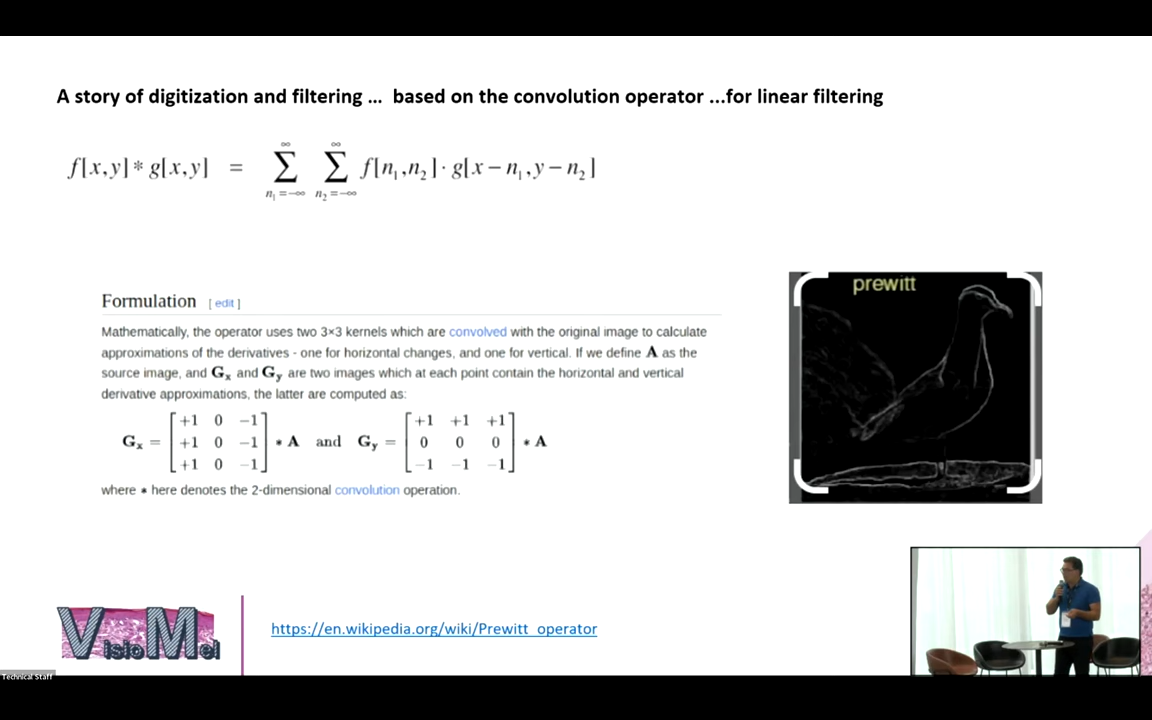 A story of digitization and filtering ... based on the convolution operator ...for linear filtering
f[x,y] * g[x,y] = ∞∑n₁=−∞ ∞∑n₂=−∞ f[n₁,n₂]·g[x−n₁,y−n₂]
prewitt
Formulation [ edit ]
Mathematically, the operator uses two 3×3 kernels which are convolved with the original image to calculate
approximations of the derivatives - one for horizontal changes, and one for vertical. If we define A as the
source image, and Gx and Gy are two images which at each point contain the horizontal and vertical
derivative approximations, the latter are computed as:
+1 0 −1 +1 +1 +1
Gx = +1 0 −1 * A and Gy = 0 0 0 * A
+1 0 −1 −1 −1 −1
where * here denotes the 2-dimensional convolution operation.
VisioMel
https://en.wikipedia.org/wiki/Prewitt_operator
Technical Staff